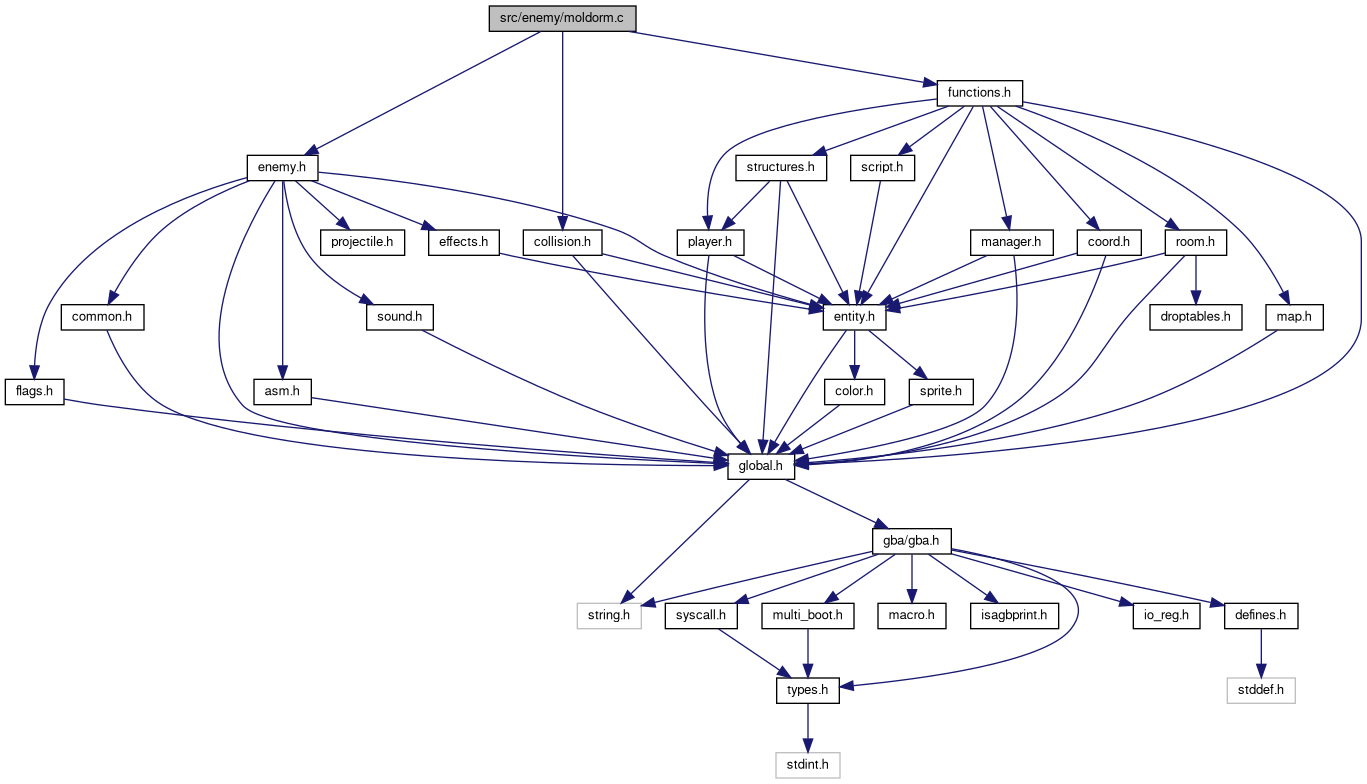 src/enemy/moldorm.c
functions.h
enemy.h
structures.h
script.h
projectile.h
effects.h
collision.h
player.h
manager.h
coord.h
room.h
common.h
sound.h
entity.h
droptables.h
map.h
flags.h
asm.h
color.h
sprite.h
global.h
gba/gba.h
string.h
syscall.h
multi_boot.h
macro.h
isagbprint.h
io_reg.h
defines.h
types.h
stddef.h
stdint.h